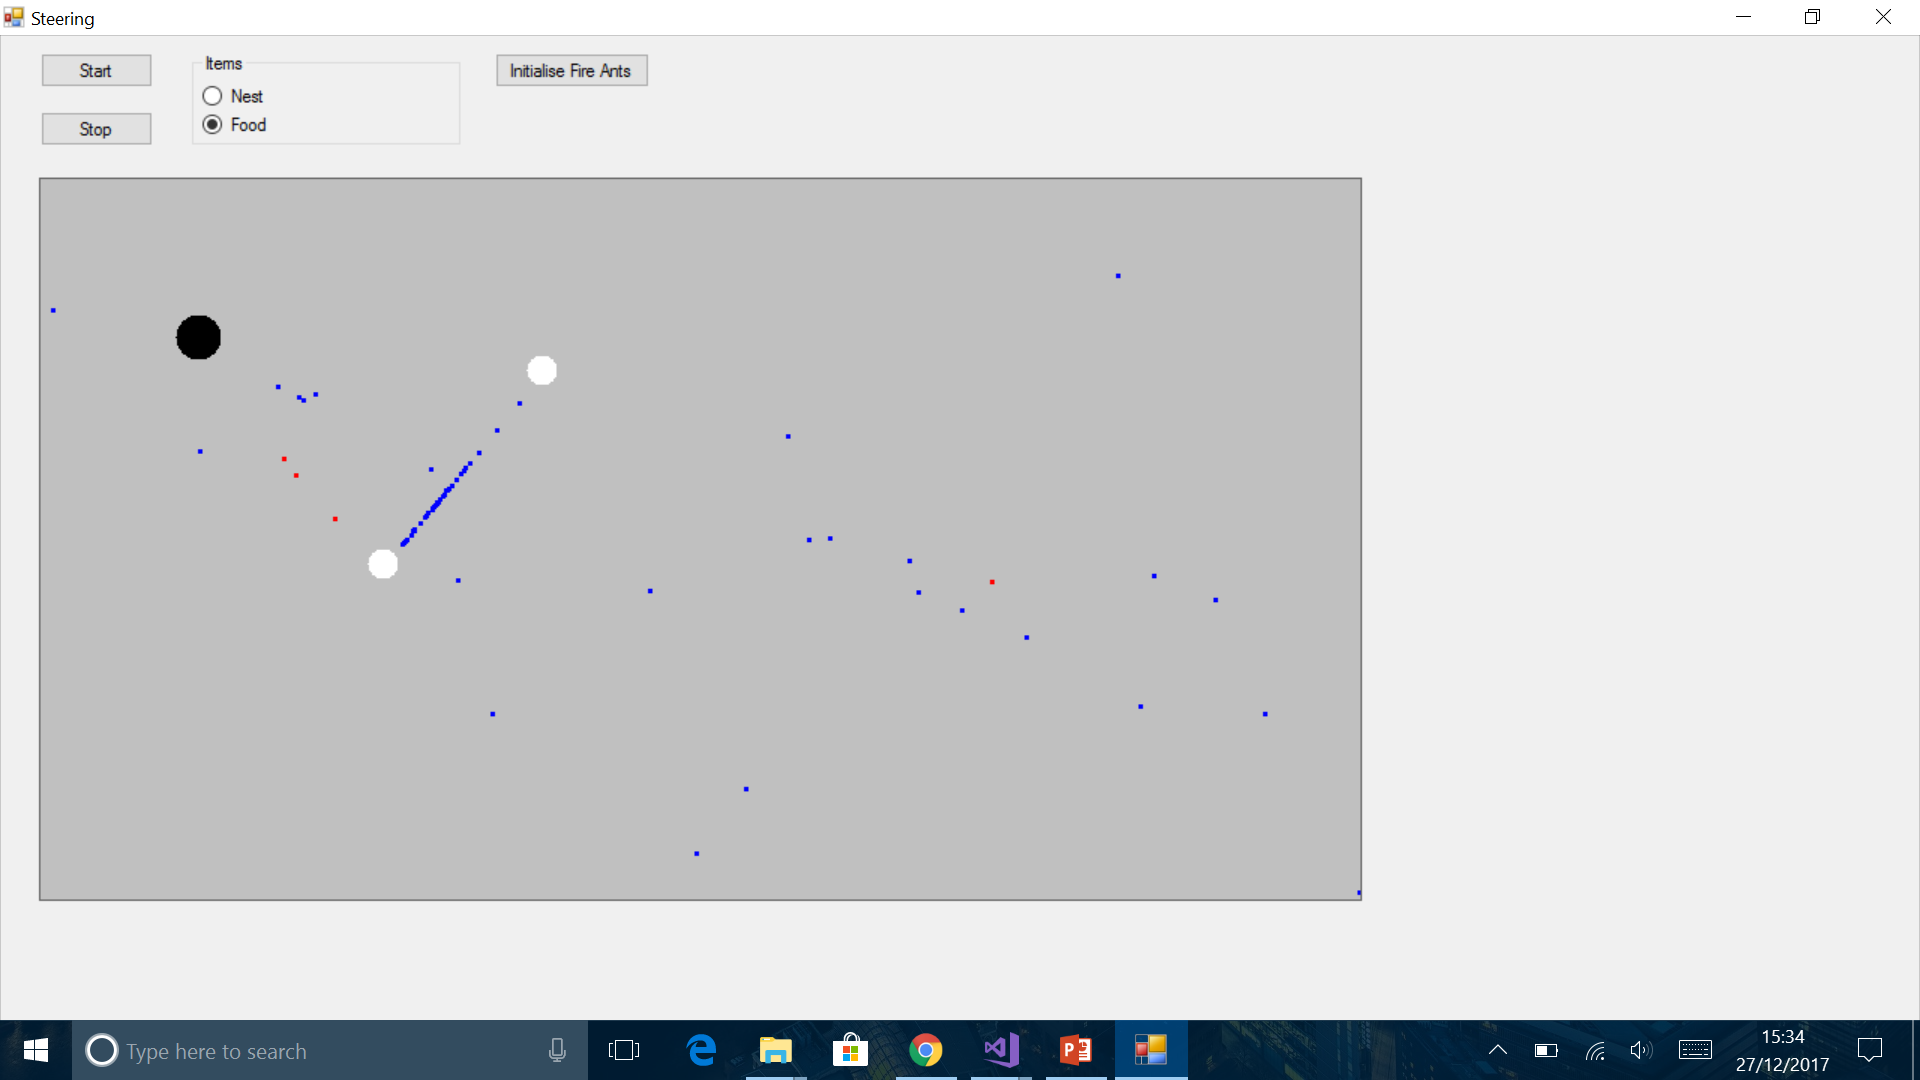 Steering
Start
Items
Initialise Fire Ants
Nest
Stop
Food
Type here to search
15:34
27/12/2017